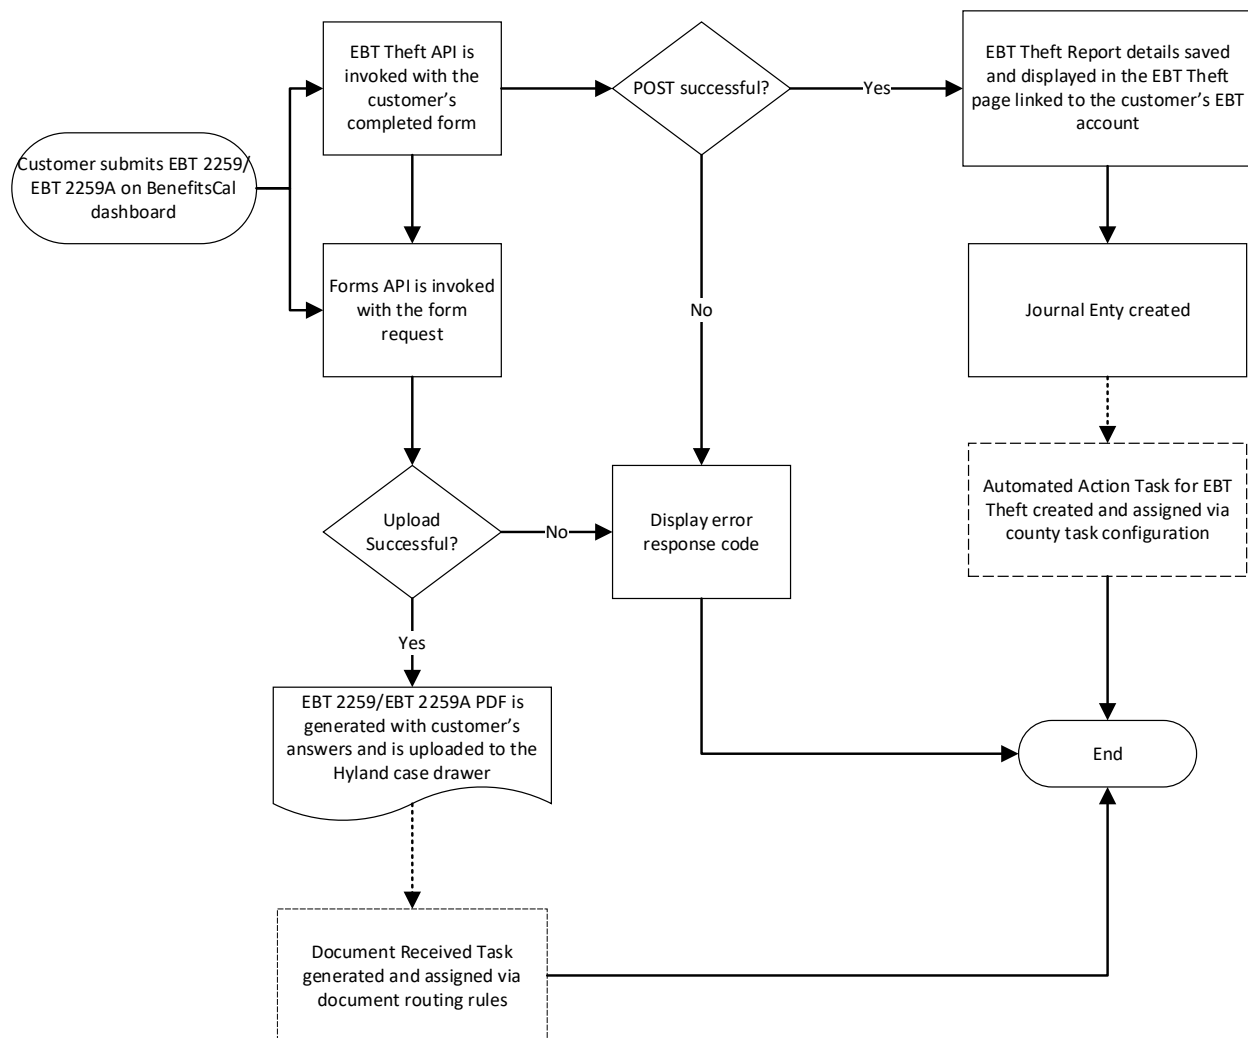 Customer submits EBT 2259/
EBT 2259A on BenefitsCal
dashboard
EBT Theft API is
invoked with the
customer’s
completed form
POST successful?
Yes
EBT Theft Report details saved
and displayed in the EBT Theft
page linked to the customer’s EBT
account
Forms API is invoked
with the form
request
No
Journal Enty created
Upload
Successful?
No
Display error
response code
Automated Action Task for EBT
Theft created and assigned via
county task configuration
Yes
EBT 2259/EBT 2259A PDF is
generated with customer’s
answers and is uploaded to the
Hyland case drawer
End
Document Received Task
generated and assigned via
document routing rules